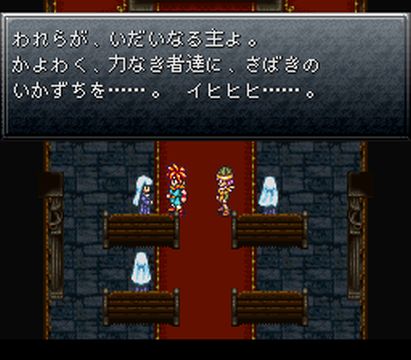 われらが、いだいなる主よ。
かよわく、力なき者達に、さばきの
いかずちを……。　イヒヒヒ……。